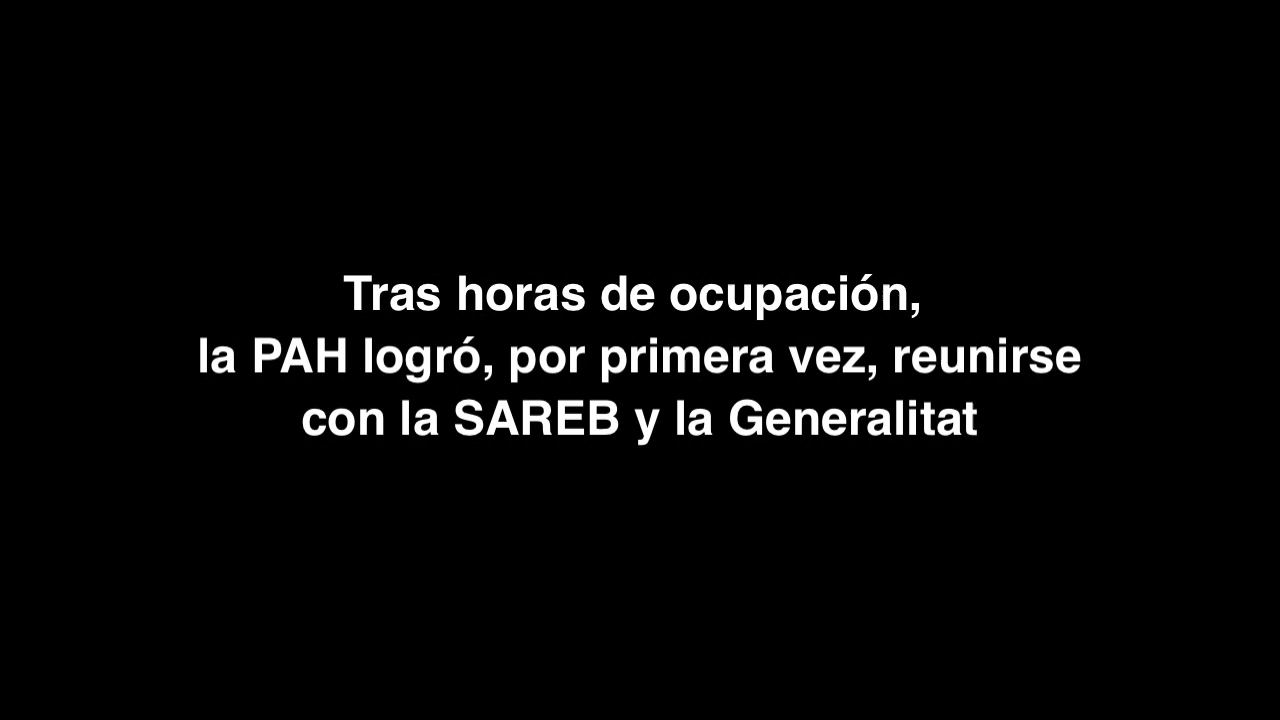 Tras horas de ocupación,
la PAH logró, por primera vez, reunirse
con la SAREB y la Generalitat